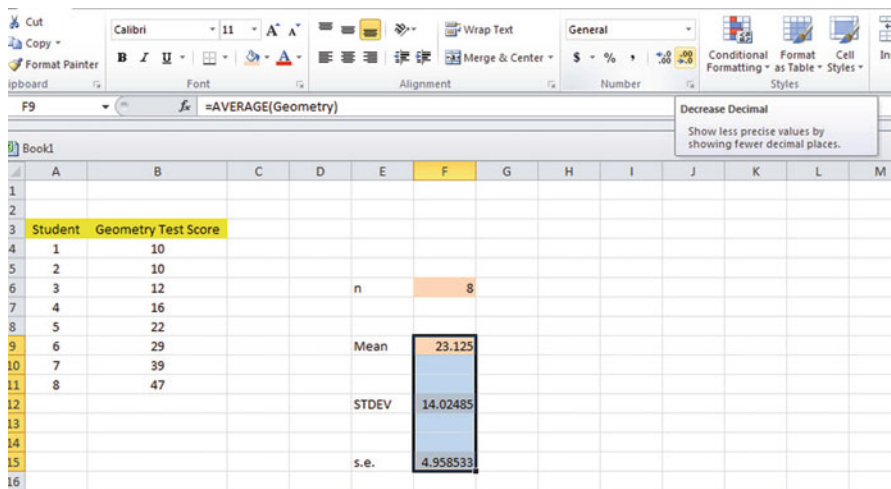 Cut
Copy
Format Painter
ipboard
Calibri 11 A A
B I U A
Font
Wrap Text
Merge & Center
Alignment
General
$ % , .00 .00
Number
Conditional Formatting
Format as Table
Cell Styles
Styles
In
F9 fx =AVERAGE(Geometry)
Decrease Decimal
Show less precise values by
showing fewer decimal places.
Book1
A B C D E F G H I J K L M
1
2
3 Student Geometry Test Score
4 1 10
5 2 10
6 3 12 n 8
7 4 16
8 5 22
9 6 29 Mean 23.125
10 7 39
11 8 47
12 STDEV 14.02485
13
14
15 s.e. 4.958533
16